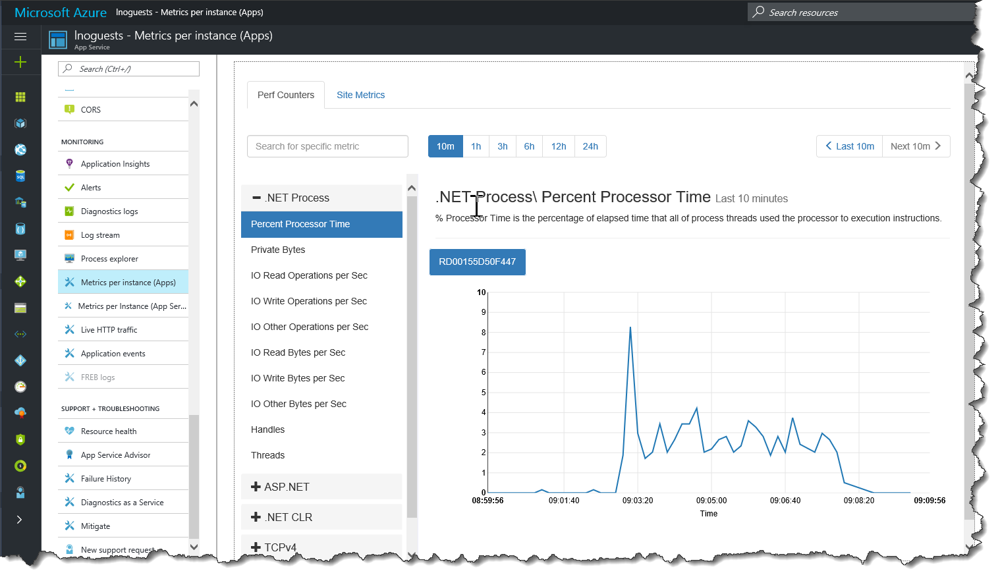 Microsoft Azure Inoguests - Metrics per instance (Apps)
Search resources
Inoguests - Metrics per instance (Apps)
App Service
Search (Ctrl+/)
CORS
MONITORING
Application Insights
Alerts
Diagnostics logs
Log stream
Process explorer
Metrics per instance (Apps)
Metrics per Instance (App Ser...
Live HTTP traffic
Application events
FREB logs
SUPPORT + TROUBLESHOOTING
Resource health
App Service Advisor
Failure History
Diagnostics as a Service
Mitigate
New support request
Perf Counters
Site Metrics
Search for specific metric
10m 1h 3h 6h 12h 24h
Last 10m Next 10m
.NET Process
Percent Processor Time
Private Bytes
IO Read Operations per Sec
IO Write Operations per Sec
IO Other Operations per Sec
IO Read Bytes per Sec
IO Write Bytes per Sec
IO Other Bytes per Sec
Handles
Threads
ASP.NET
.NET CLR
TCPv4
.NET Process\ Percent Processor Time Last 10 minutes
% Processor Time is the percentage of elapsed time that all of process threads used the processor to execution instructions.
RD00155D50F447
10
9
8
7
6
5
4
3
2
1
0
08:59:56 09:01:40 09:03:20 09:05:00 09:06:40 09:08:20 09:09:56
Time
SQL